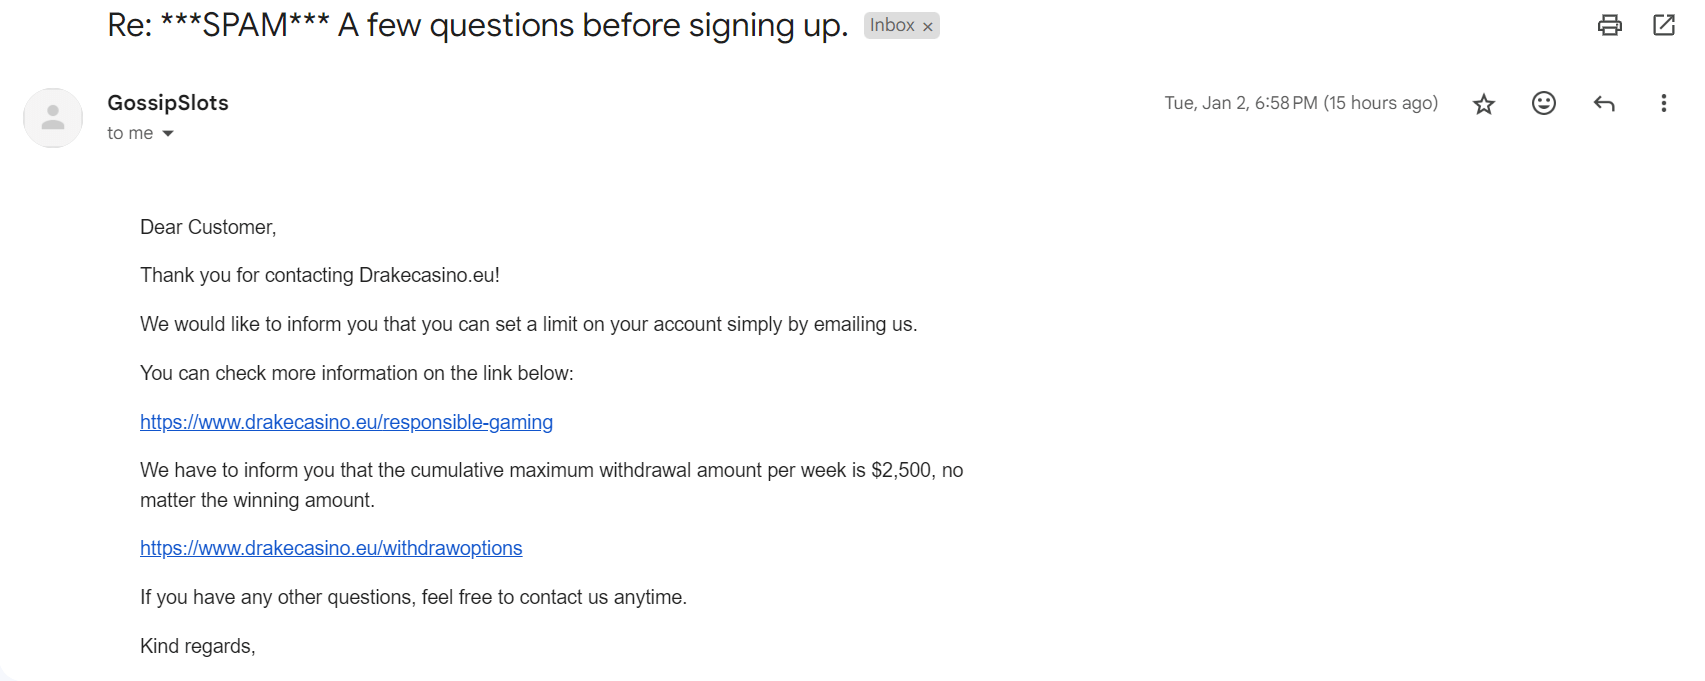 Re: ***SPAM*** A few questions before signing up. Inbox ×
GossipSlots
Tue, Jan 2, 6:58 PM (15 hours ago)
to me
Dear Customer,
Thank you for contacting Drakecasino.eu!
We would like to inform you that you can set a limit on your account simply by emailing us.
You can check more information on the link below:
https://www.drakecasino.eu/responsible-gaming
We have to inform you that the cumulative maximum withdrawal amount per week is $2,500, no
matter the winning amount.
https://www.drakecasino.eu/withdrawoptions
If you have any other questions, feel free to contact us anytime.
Kind regards,